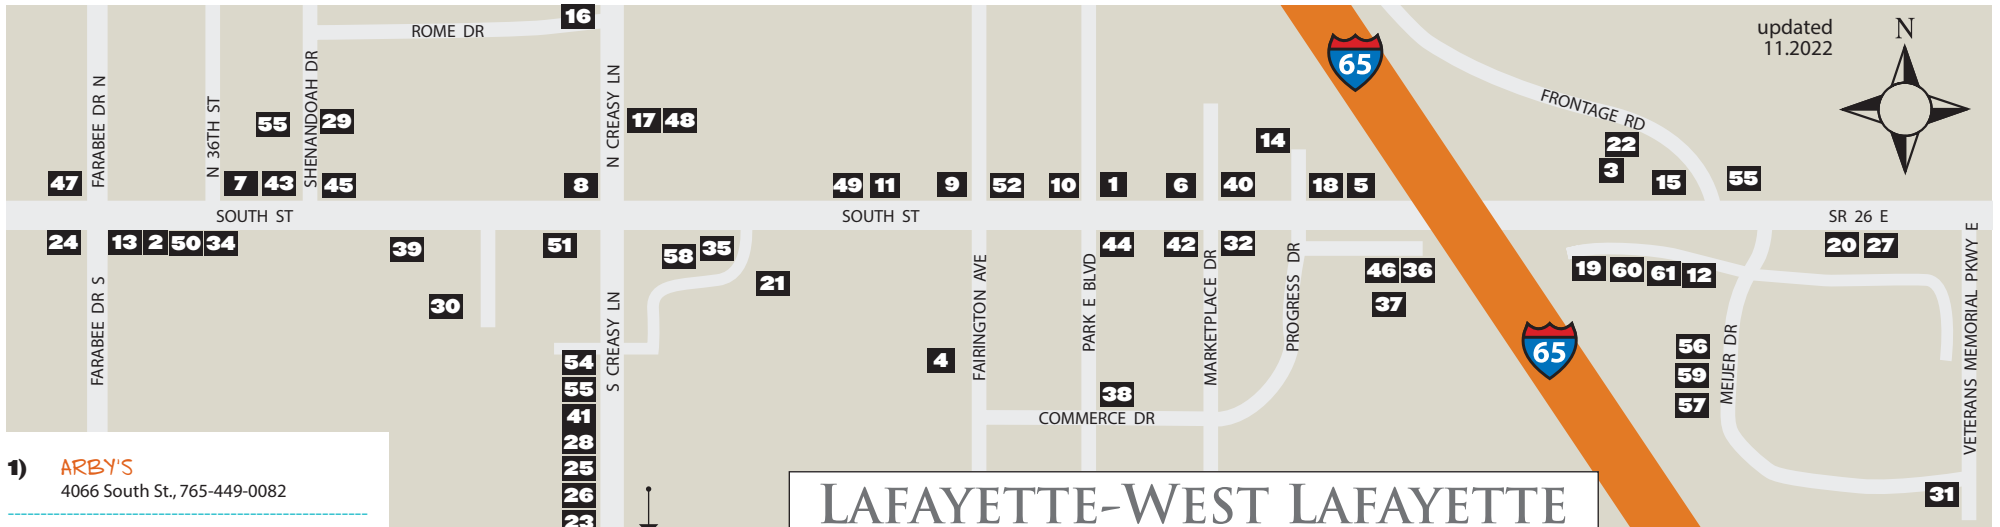 16
ROME DR
65
updated
11.2022
N
FARABEE DR N
N 36TH ST
SHENANDOAH DR
N CREASY LN
FRONTAGE RD
55
29
17
48
14
22
3
47
7
43
45
8
49
11
9
52
10
1
6
40
18
5
15
55
SOUTH ST
SOUTH ST
SR 26 E
24
13
2
50
34
39
51
58
35
44
42
32
20
27
21
46
36
19
60
61
12
30
37
FARABEE DR S
S CREASY LN
FAIRINGTON AVE
PARK E BLVD
MARKETPLACE DR
PROGRESS DR
MEIJER DR
VETERANS MEMORIAL PKWY E
65
4
54
56
55
59
38
57
41
COMMERCE DR
28
25
26
23
31
1) ARBY'S
4066 South St., 765-449-0082
LAFAYETTE-WEST LAFAYETTE